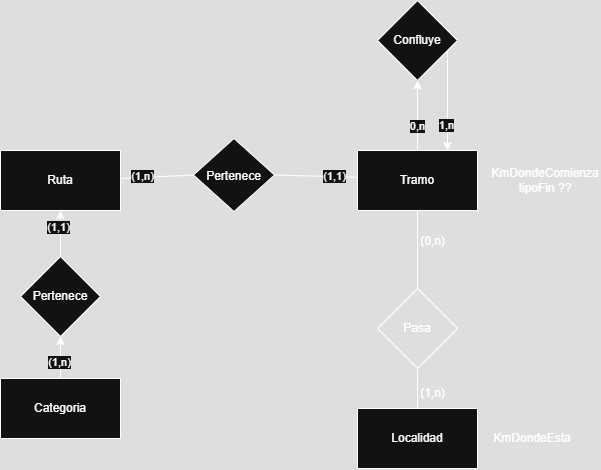 Confluye
0,n
1,n
Ruta
(1,n)
Pertenece
(1,1)
Tramo
KmDondeComienza
tipoFin ??
(1,1)
(0,n)
Pertenece
Pasa
(1,n)
(1,n)
Categoria
Localidad
KmDondeEsta